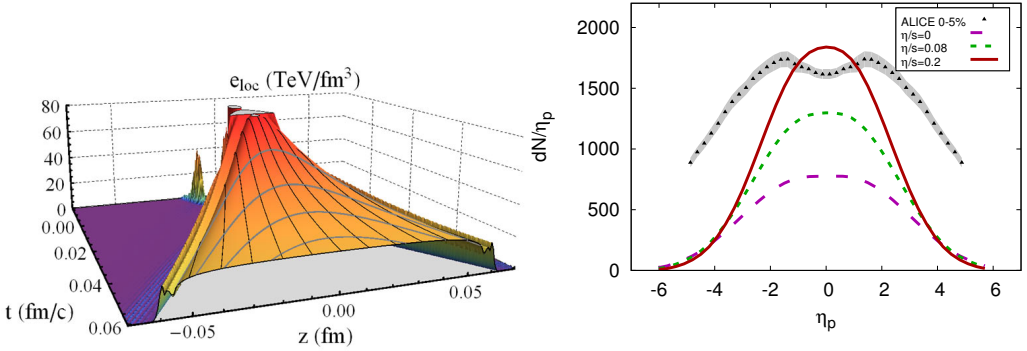 e_loc (TeV/fm^3)
80
60
40
20
0
0.00
0.02
0.04
0.06
t (fm/c)
−0.05
0.00
0.05
z (fm)
2000
1500
1000
500
0
dN/η_p
ALICE 0-5%
η/s=0
η/s=0.08
η/s=0.2
-6 -4 -2 0 2 4 6
η_p